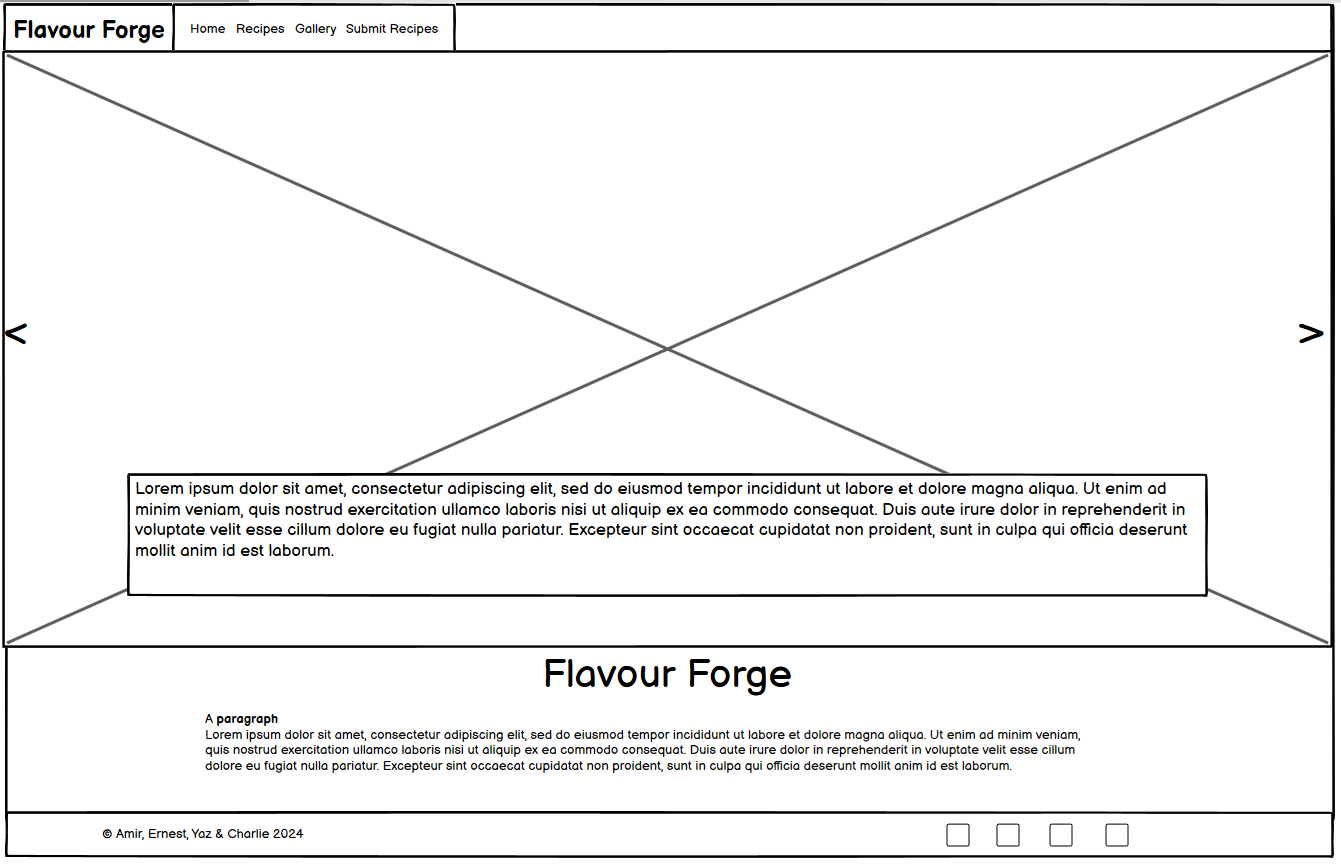 Flavour Forge
Home Recipes Gallery Submit Recipes
<
>
Lorem ipsum dolor sit amet, consectetur adipiscing elit, sed do eiusmod tempor incididunt ut labore et dolore magna aliqua. Ut enim ad
minim veniam, quis nostrud exercitation ullamco laboris nisi ut aliquip ex ea commodo consequat. Duis aute irure dolor in reprehenderit in
voluptate velit esse cillum dolore eu fugiat nulla pariatur. Excepteur sint occaecat cupidatat non proident, sunt in culpa qui officia deserunt
mollit anim id est laborum.
Flavour Forge
A paragraph
Lorem ipsum dolor sit amet, consectetur adipiscing elit, sed do eiusmod tempor incididunt ut labore et dolore magna aliqua. Ut enim ad minim veniam,
quis nostrud exercitation ullamco laboris nisi ut aliquip ex ea commodo consequat. Duis aute irure dolor in reprehenderit in voluptate velit esse cillum
dolore eu fugiat nulla pariatur. Excepteur sint occaecat cupidatat non proident, sunt in culpa qui officia deserunt mollit anim id est laborum.
© Amir, Ernest, Yaz & Charlie 2024